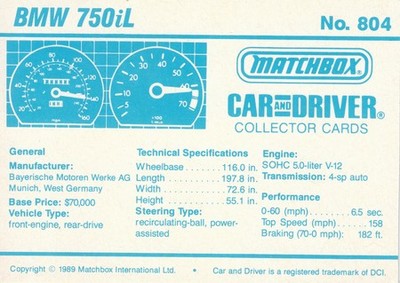 BMW 750iL
No. 804
MATCHBOX
CAR AND DRIVER®
COLLECTOR CARDS
General
Manufacturer:
Bayerische Motoren Werke AG
Munich, West Germany
Base Price: $70,000
Vehicle Type:
front-engine, rear-drive
Technical Specifications
Wheelbase . . . . . . . 116.0 in.
Length . . . . . . . . . . 197.8 in.
Width . . . . . . . . . . . 72.6 in.
Height . . . . . . . . . . 55.1 in.
Steering Type:
recirculating-ball, power-
assisted
Engine:
SOHC 5.0-liter V-12
Transmission: 4-sp auto
Performance
0-60 (mph) . . . . . . . . 6.5 sec.
Top Speed (mph) . . . . . . 158
Braking (70-0 mph): 182 ft.
Copyright © 1989 Matchbox International Ltd. • Car and Driver is a registered trademark of DCI.